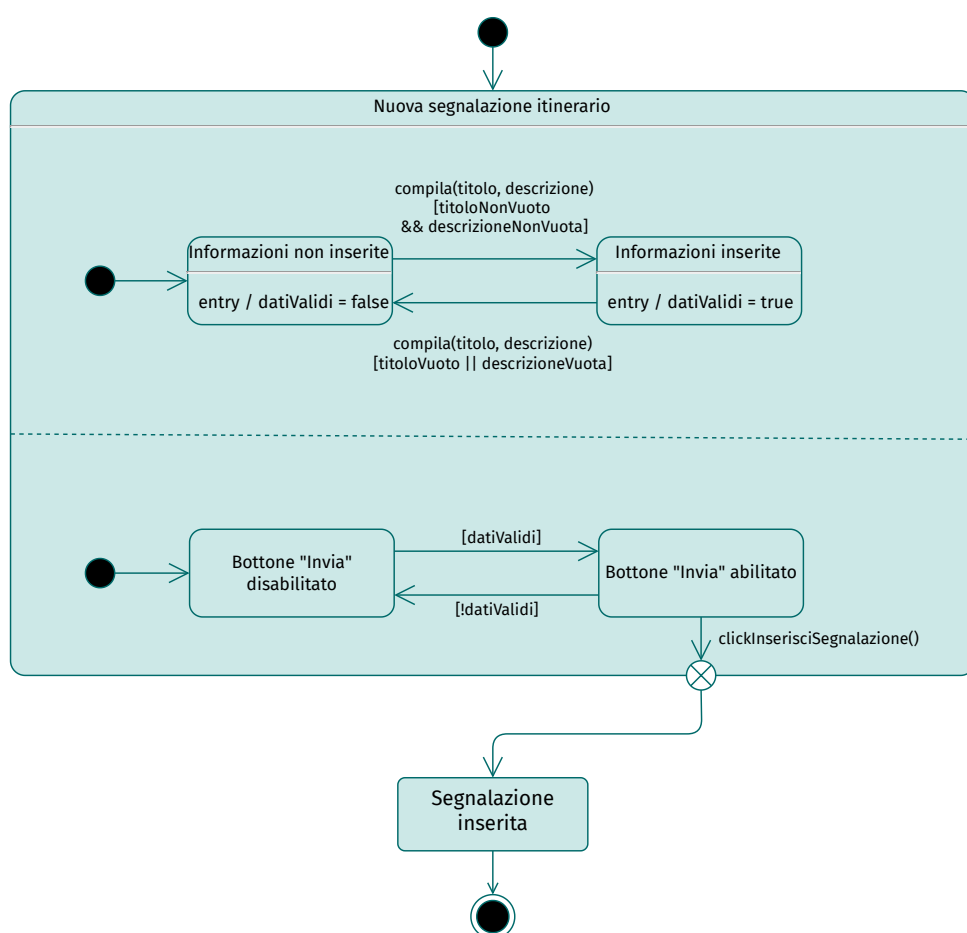 Nuova segnalazione itinerario
compila(titolo, descrizione)
[titoloNonVuoto
&& descrizioneNonVuota]
Informazioni non inserite
entry / datiValidi = false
Informazioni inserite
entry / datiValidi = true
compila(titolo, descrizione)
[titoloVuoto || descrizioneVuota]
[datiValidi]
Bottone "Invia"
disabilitato
Bottone "Invia" abilitato
[!datiValidi]
clickInserisciSegnalazione()
Segnalazione
inserita